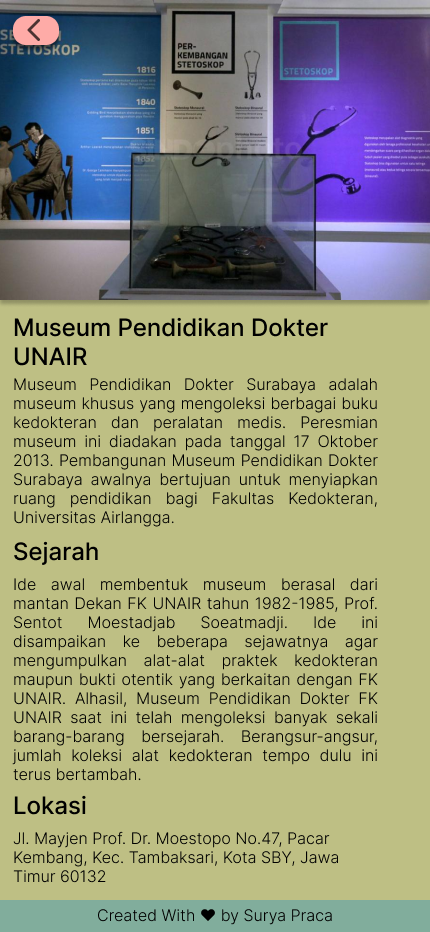 STETOSKOP
1816
1840
1851
PER-
KEMBANGAN
STETOSKOP
STETOSKOP
Museum Pendidikan Dokter
UNAIR
Museum Pendidikan Dokter Surabaya adalah
museum khusus yang mengoleksi berbagai buku
kedokteran dan peralatan medis. Peresmian
museum ini diadakan pada tanggal 17 Oktober
2013. Pembangunan Museum Pendidikan Dokter
Surabaya awalnya bertujuan untuk menyiapkan
ruang pendidikan bagi Fakultas Kedokteran,
Universitas Airlangga.
Sejarah
Ide awal membentuk museum berasal dari
mantan Dekan FK UNAIR tahun 1982-1985, Prof.
Sentot Moestadjab Soeatmadji. Ide ini
disampaikan ke beberapa sejawatnya agar
mengumpulkan alat-alat praktek kedokteran
maupun bukti otentik yang berkaitan dengan FK
UNAIR. Alhasil, Museum Pendidikan Dokter FK
UNAIR saat ini telah mengoleksi banyak sekali
barang-barang bersejarah. Berangsur-angsur,
jumlah koleksi alat kedokteran tempo dulu ini
terus bertambah.
Lokasi
Jl. Mayjen Prof. Dr. Moestopo No.47, Pacar
Kembang, Kec. Tambaksari, Kota SBY, Jawa
Timur 60132
Created With ❤ by Surya Praca